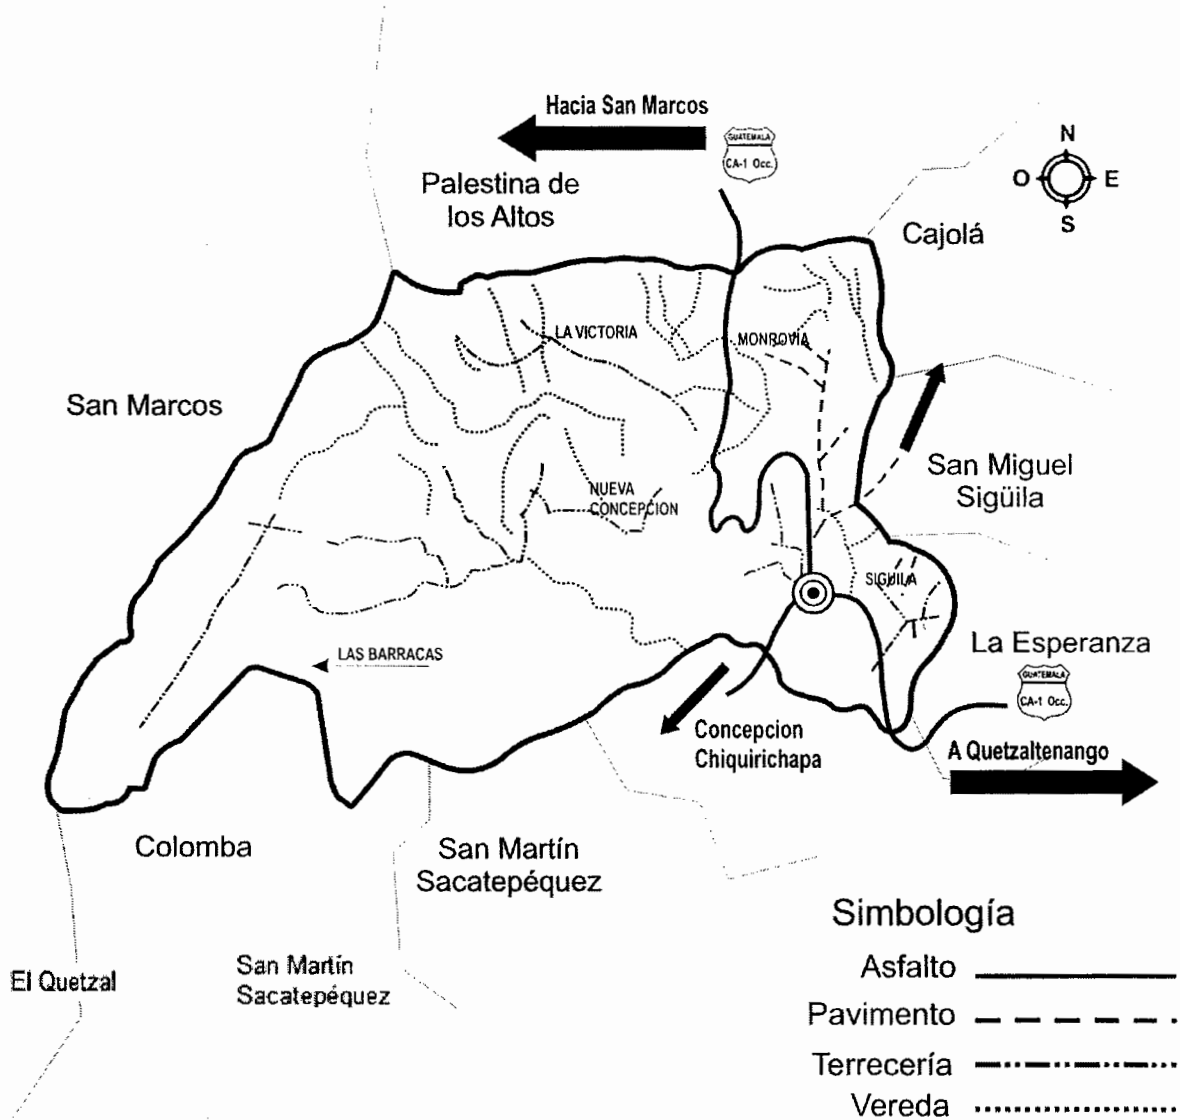 Hacia San Marcos
GUATEMALA
CA-1 Occ.
N
O
E
S
Palestina de
los Altos
Cajolá
LA VICTORIA
MONROVIA
San Marcos
San Miguel
Sigüila
NUEVA
CONCEPCION
SIGUILA
La Esperanza
LAS BARRACAS
GUATEMALA
CA-1 Occ.
Concepcion
Chiquirichapa
A Quetzaltenango
Colomba
San Martín
Sacatepéquez
El Quetzal
San Martín
Sacatepéquez
Simbología
Asfalto
Pavimento
Terrecería
Vereda